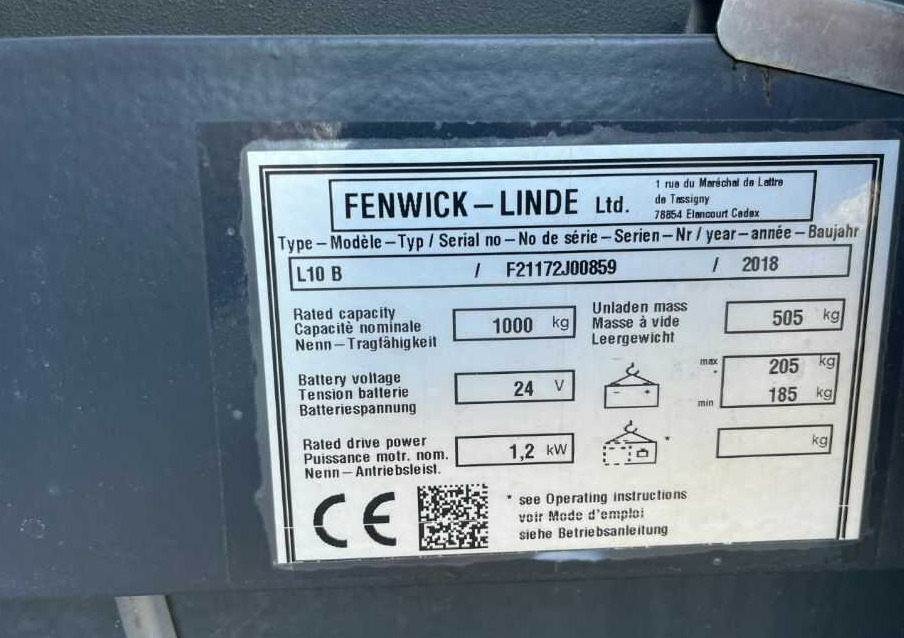 FENWICK – LINDE Ltd.
1 rue du Maréchal de Lattre
de Tassigny
78854 Elancourt Cedex
Type – Modèle – Typ / Serial no – No de série – Serien – Nr / year – année – Baujahr
L10 B / F21172J00859 / 2018
Rated capacity
Capacitè nominale
Nenn – Tragfähigkeit
1000 kg
Unladen mass
Masse à vide
Leergewicht
505 kg
Battery voltage
Tension batterie
Batteriespannung
24 V
- +
max 205 kg
min 185 kg
Rated drive power
Puissance motr. nom.
Nenn – Antriebsleist.
1,2 kW
* kg
CE
* see Operating instructions
voir Mode d'emploi
siehe Betriebsanleitung